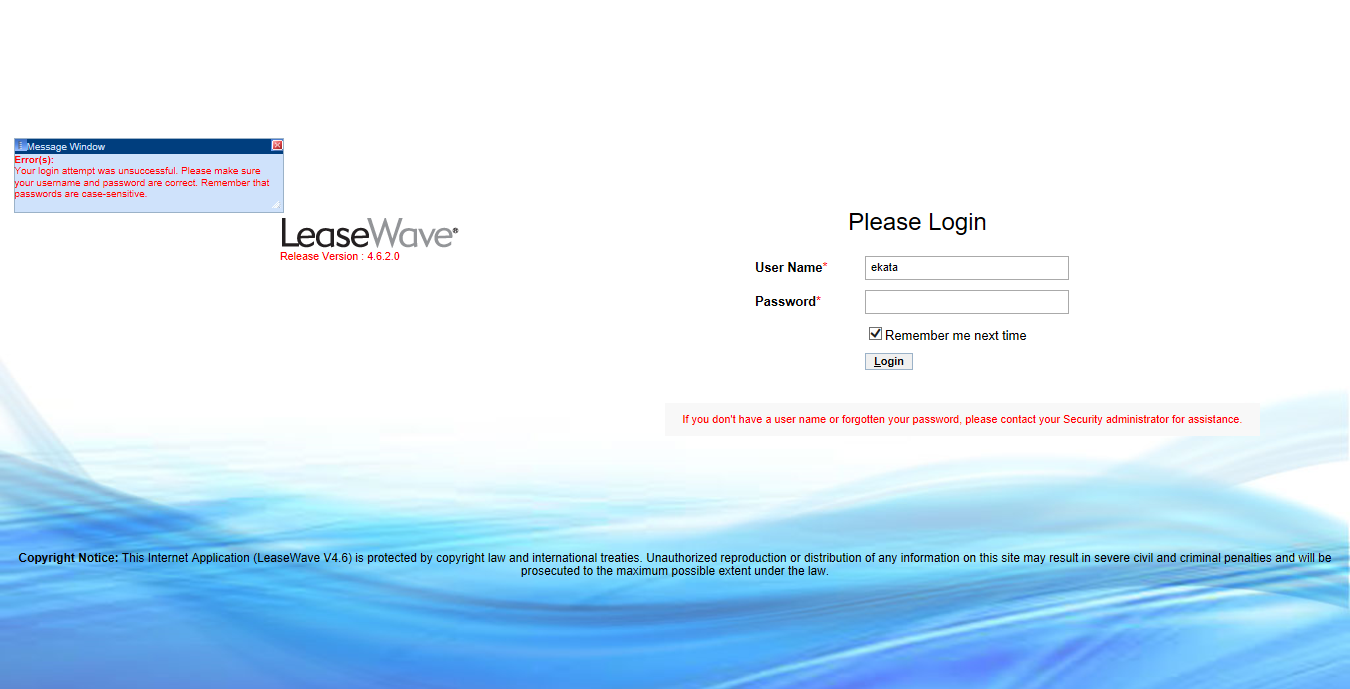 Message Window
Error(s):
Your login attempt was unsuccessful. Please make sure
your username and password are correct. Remember that
passwords are case-sensitive.
LeaseWave®
Release Version : 4.6.2.0
Please Login
User Name* ekata
Password*
Remember me next time
Login
If you don't have a user name or forgotten your password, please contact your Security administrator for assistance.
Copyright Notice: This Internet Application (LeaseWave V4.6) is protected by copyright law and international treaties. Unauthorized reproduction or distribution of any information on this site may result in severe civil and criminal penalties and will be
prosecuted to the maximum possible extent under the law.